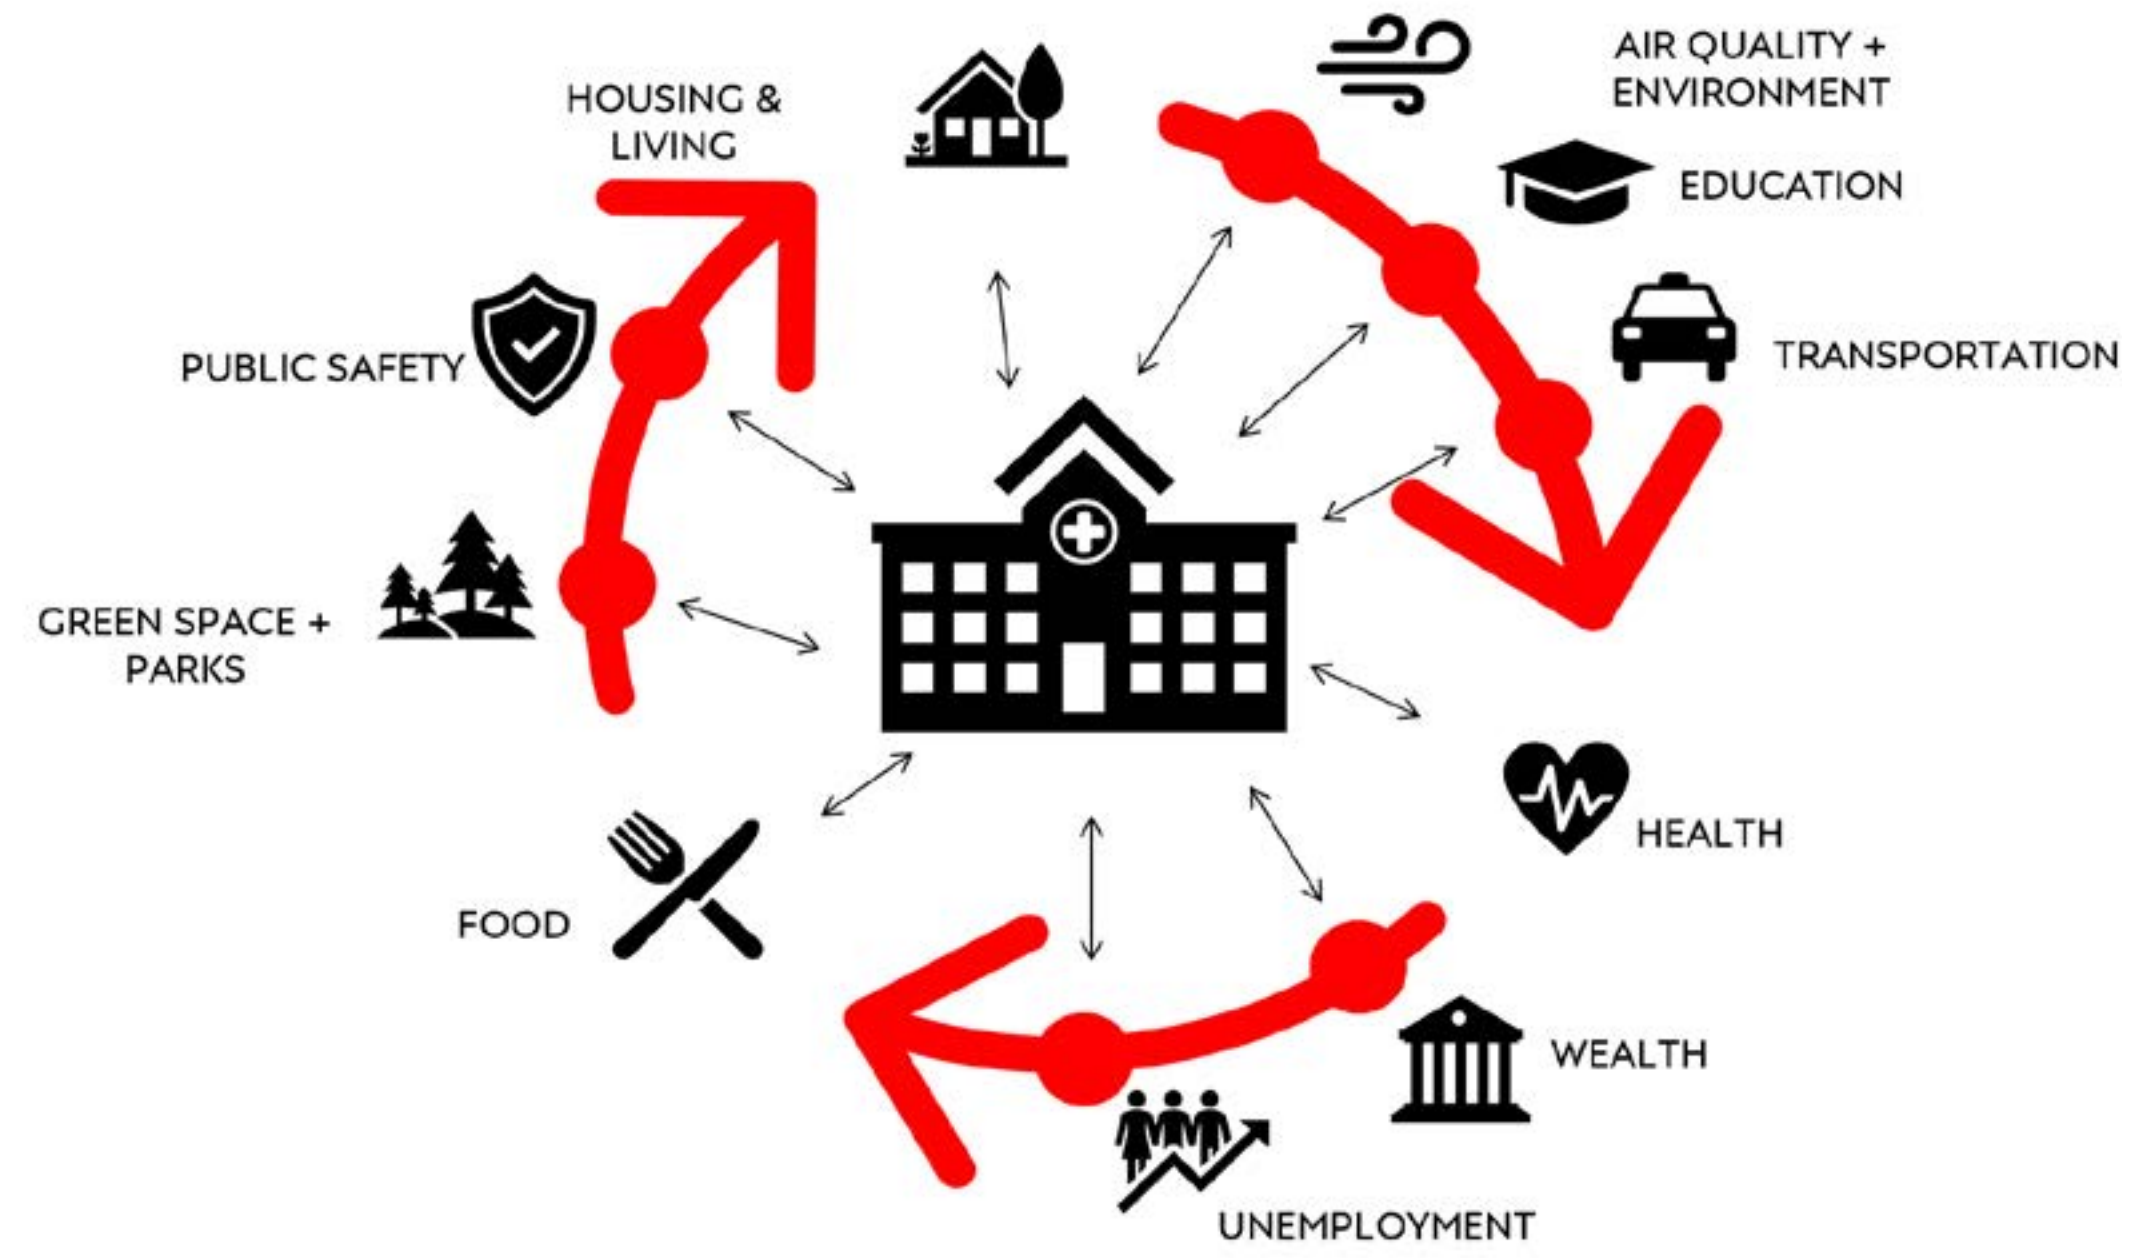 HOUSING &
LIVING
AIR QUALITY +
ENVIRONMENT
EDUCATION
TRANSPORTATION
PUBLIC SAFETY
GREEN SPACE +
PARKS
HEALTH
FOOD
WEALTH
UNEMPLOYMENT